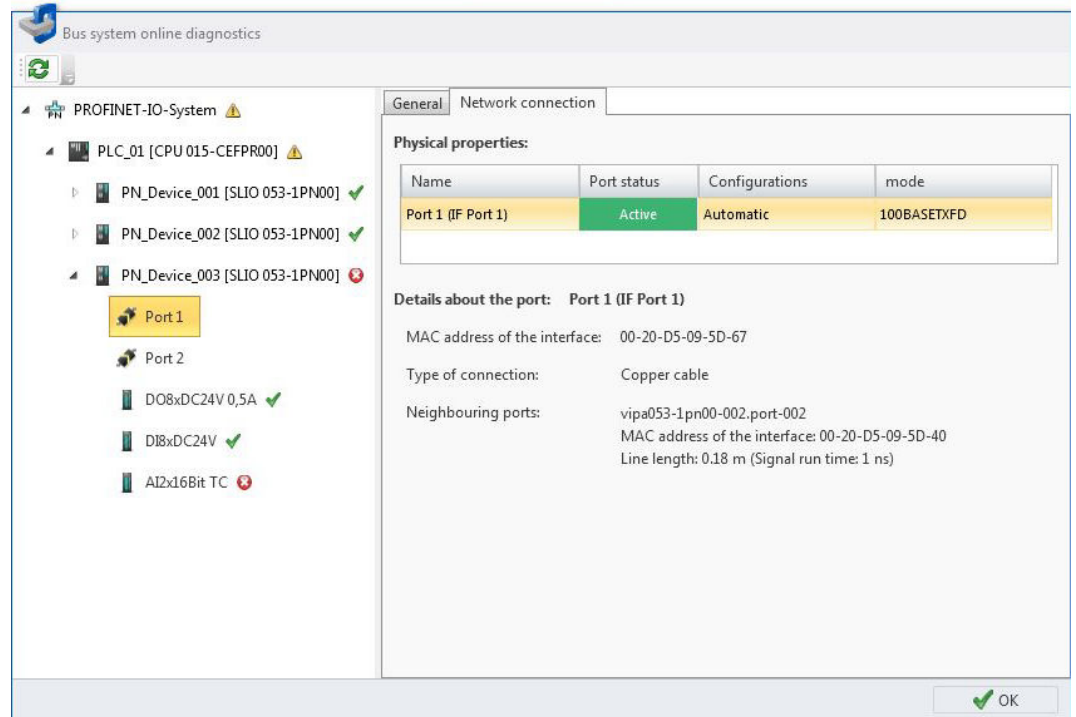 Bus system online diagnostics
PROFINET-IO-System
PN
PLC_01 [CPU 015-CEFPR00]
PN_Device_001 [SLIO 053-1PN00]
PN_Device_002 [SLIO 053-1PN00]
PN_Device_003 [SLIO 053-1PN00]
Port 1
Port 2
DO8xDC24V 0,5A
DI8xDC24V
AI2x16Bit TC
General Network connection
Physical properties:
Name Port status Configurations mode
Port 1 (IF Port 1) Active Automatic 100BASETXFD
Details about the port: Port 1 (IF Port 1)
MAC address of the interface: 00-20-D5-09-5D-67
Type of connection: Copper cable
Neighbouring ports: vipa053-1pn00-002.port-002
MAC address of the interface: 00-20-D5-09-5D-40
Line length: 0.18 m (Signal run time: 1 ns)
OK